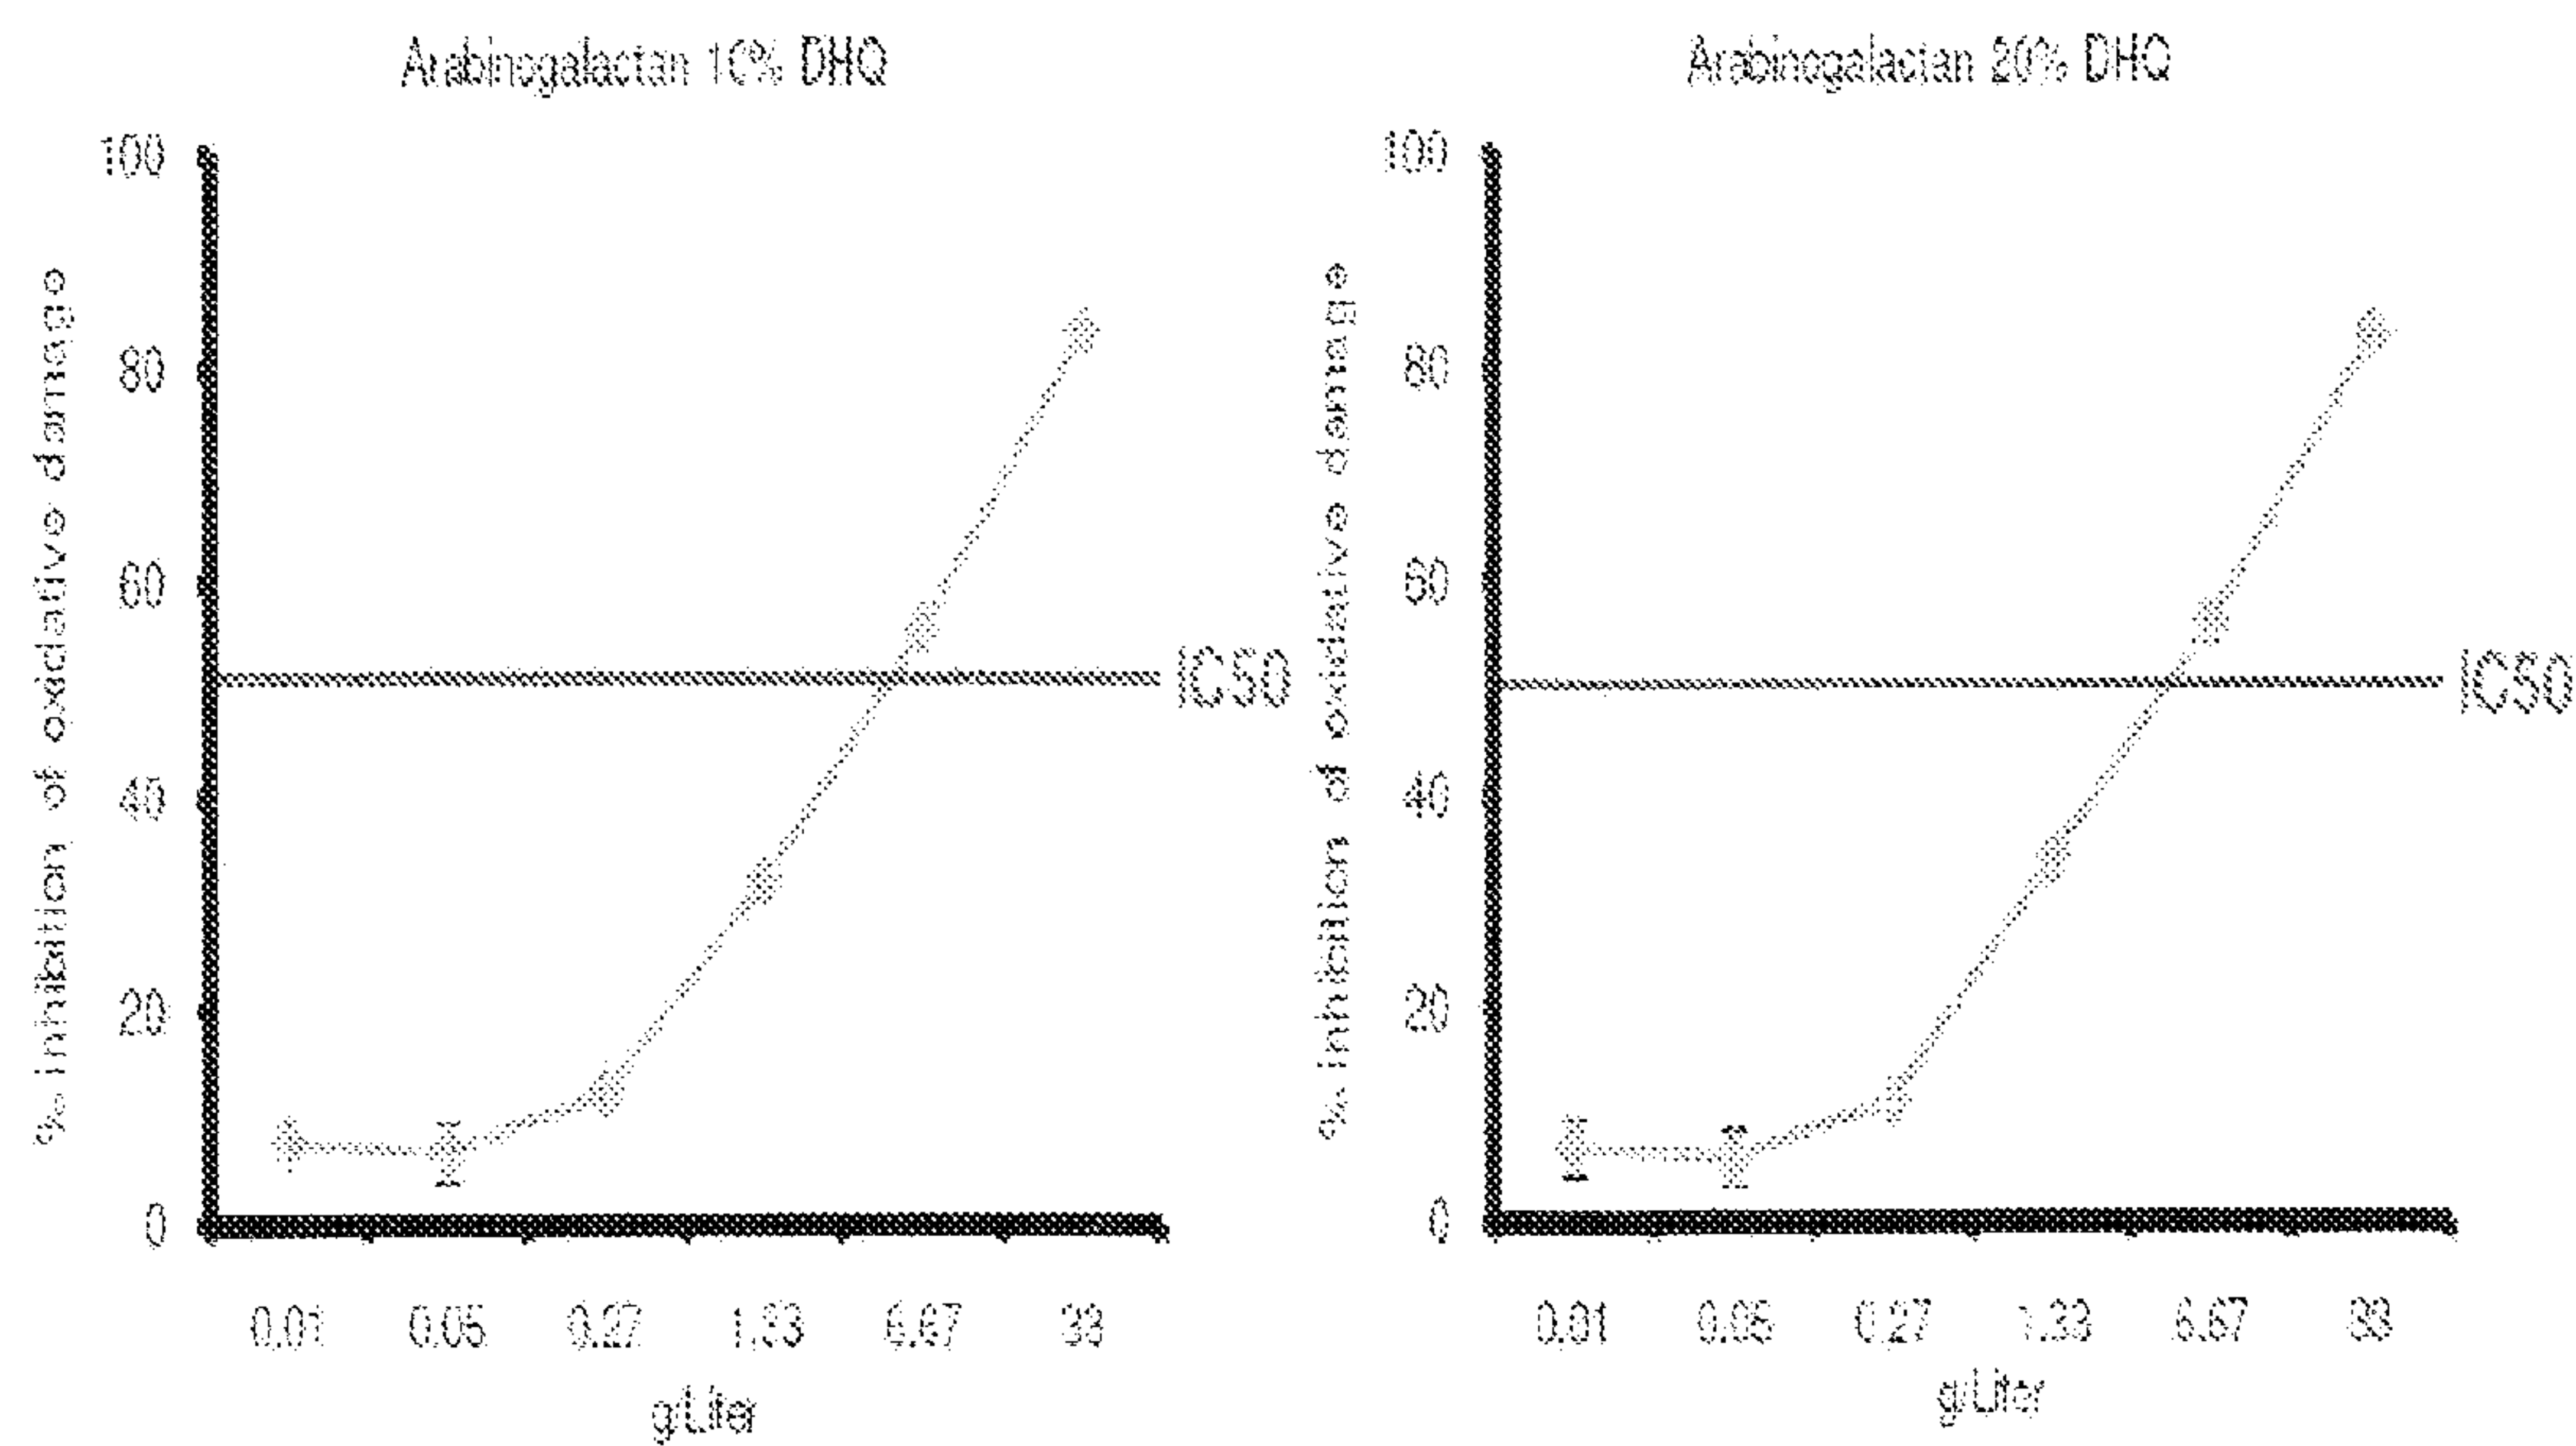 Arabinogalactan 10% DHQ
% inhibition of oxidative damage
100
80
60
40
20
0
IC50
0.01 0.05 0.27 1.33 6.67 33
g/Liter
Arabinogalactan 20% DHQ
% inhibition of oxidative damage
100
80
60
40
20
0
IC50
0.01 0.05 0.27 1.33 6.67
g/Liter